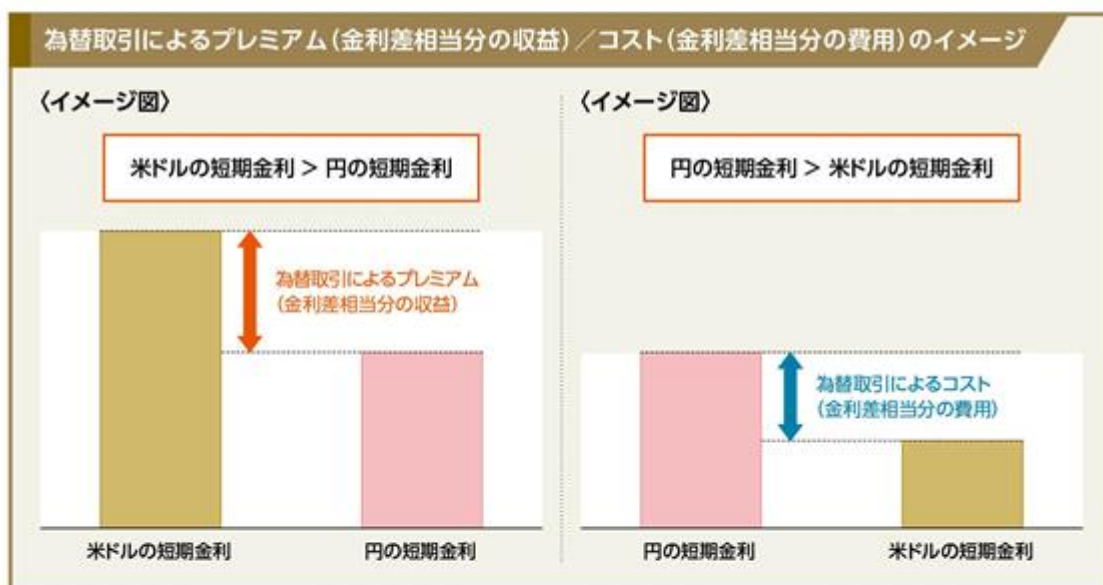 為替取引によるプレミアム(金利差相当分の収益)/コスト(金利差相当分の費用)のイメージ
〈イメージ図〉
米ドルの短期金利 > 円の短期金利
為替取引によるプレミアム
(金利差相当分の収益)
米ドルの短期金利
円の短期金利
〈イメージ図〉
円の短期金利 > 米ドルの短期金利
為替取引によるコスト
(金利差相当分の費用)
円の短期金利
米ドルの短期金利